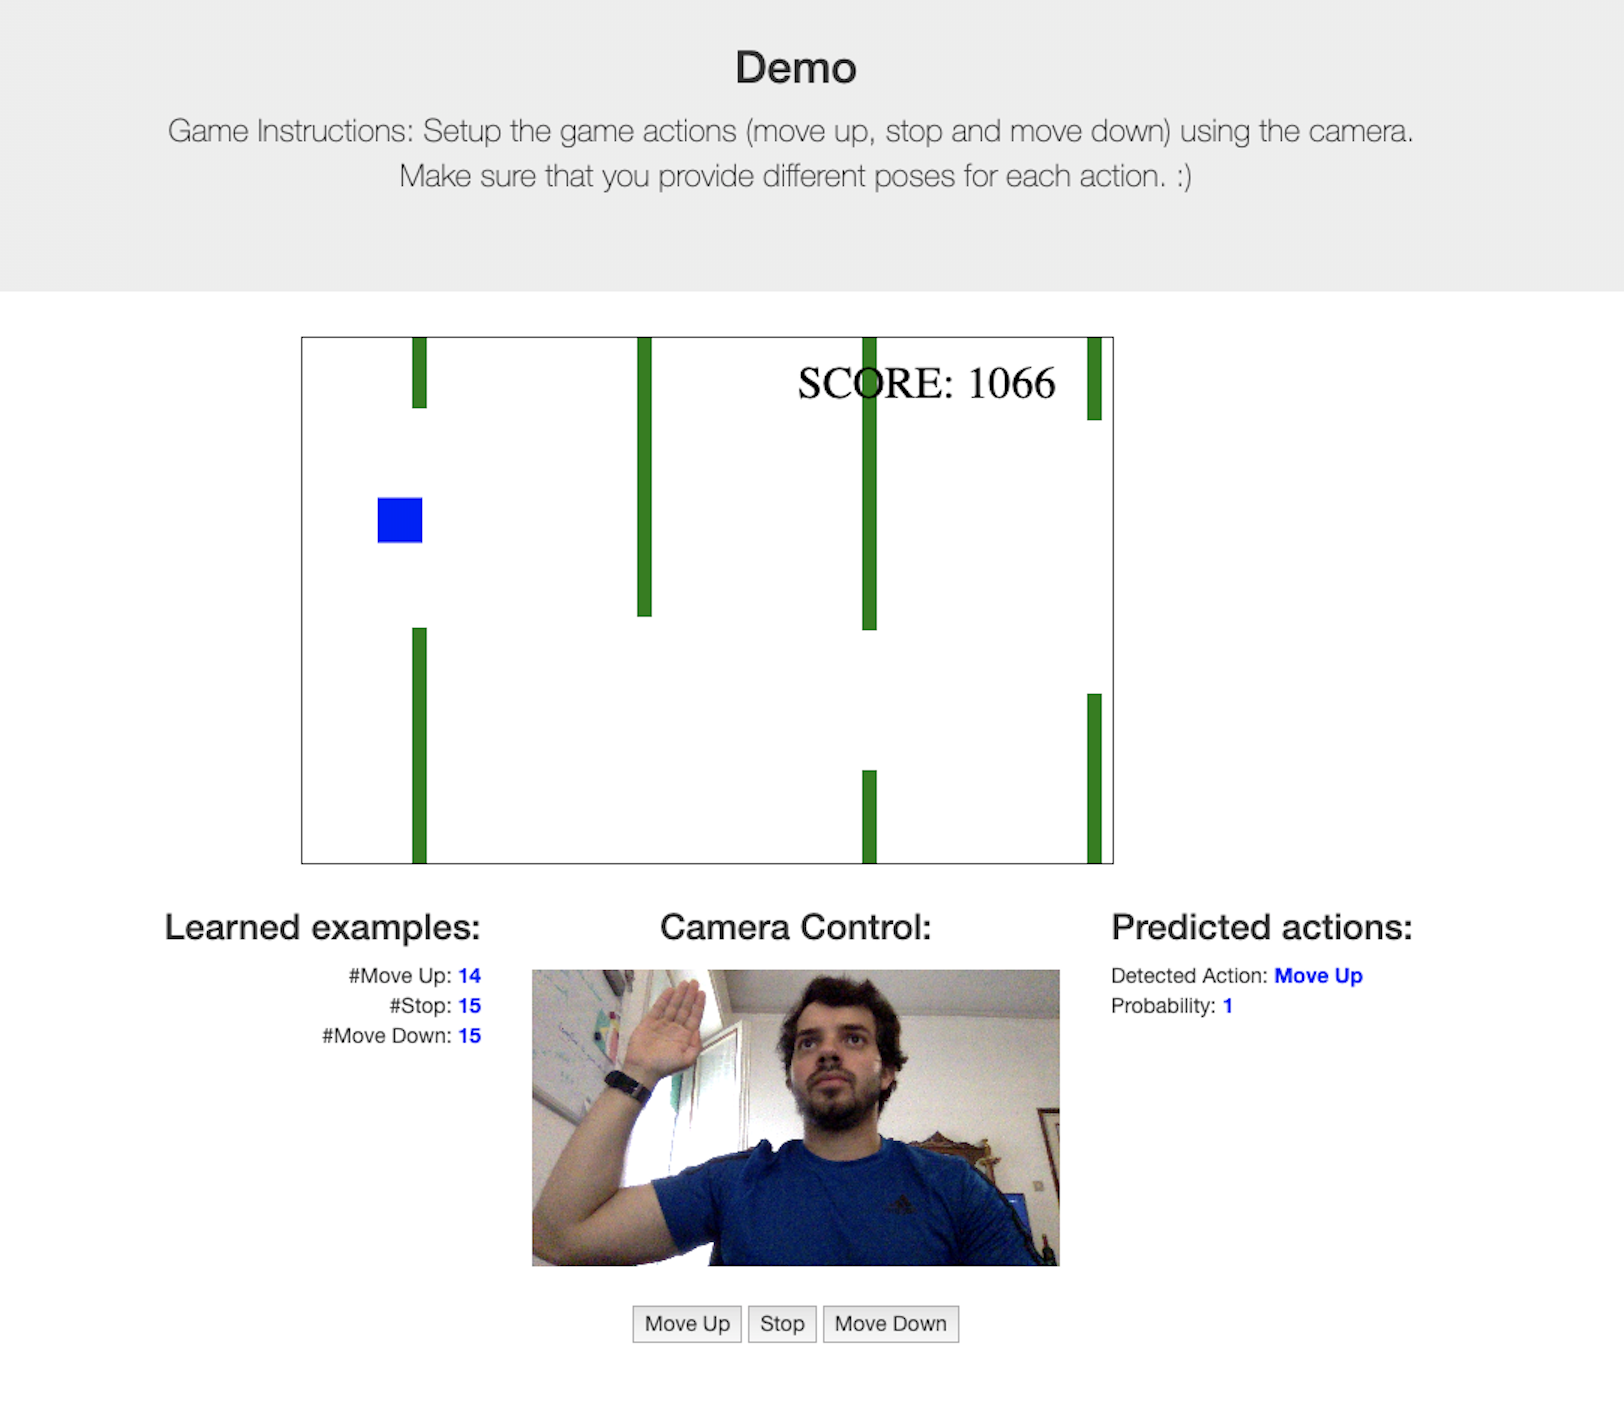 Demo
Game Instructions: Setup the game actions (move up, stop and move down) using the camera.
Make sure that you provide different poses for each action. :)
SCORE: 1066
Learned examples:
#Move Up: 14
#Stop: 15
#Move Down: 15
Camera Control:
Predicted actions:
Detected Action: Move Up
Probability: 1
Move Up
Stop
Move Down